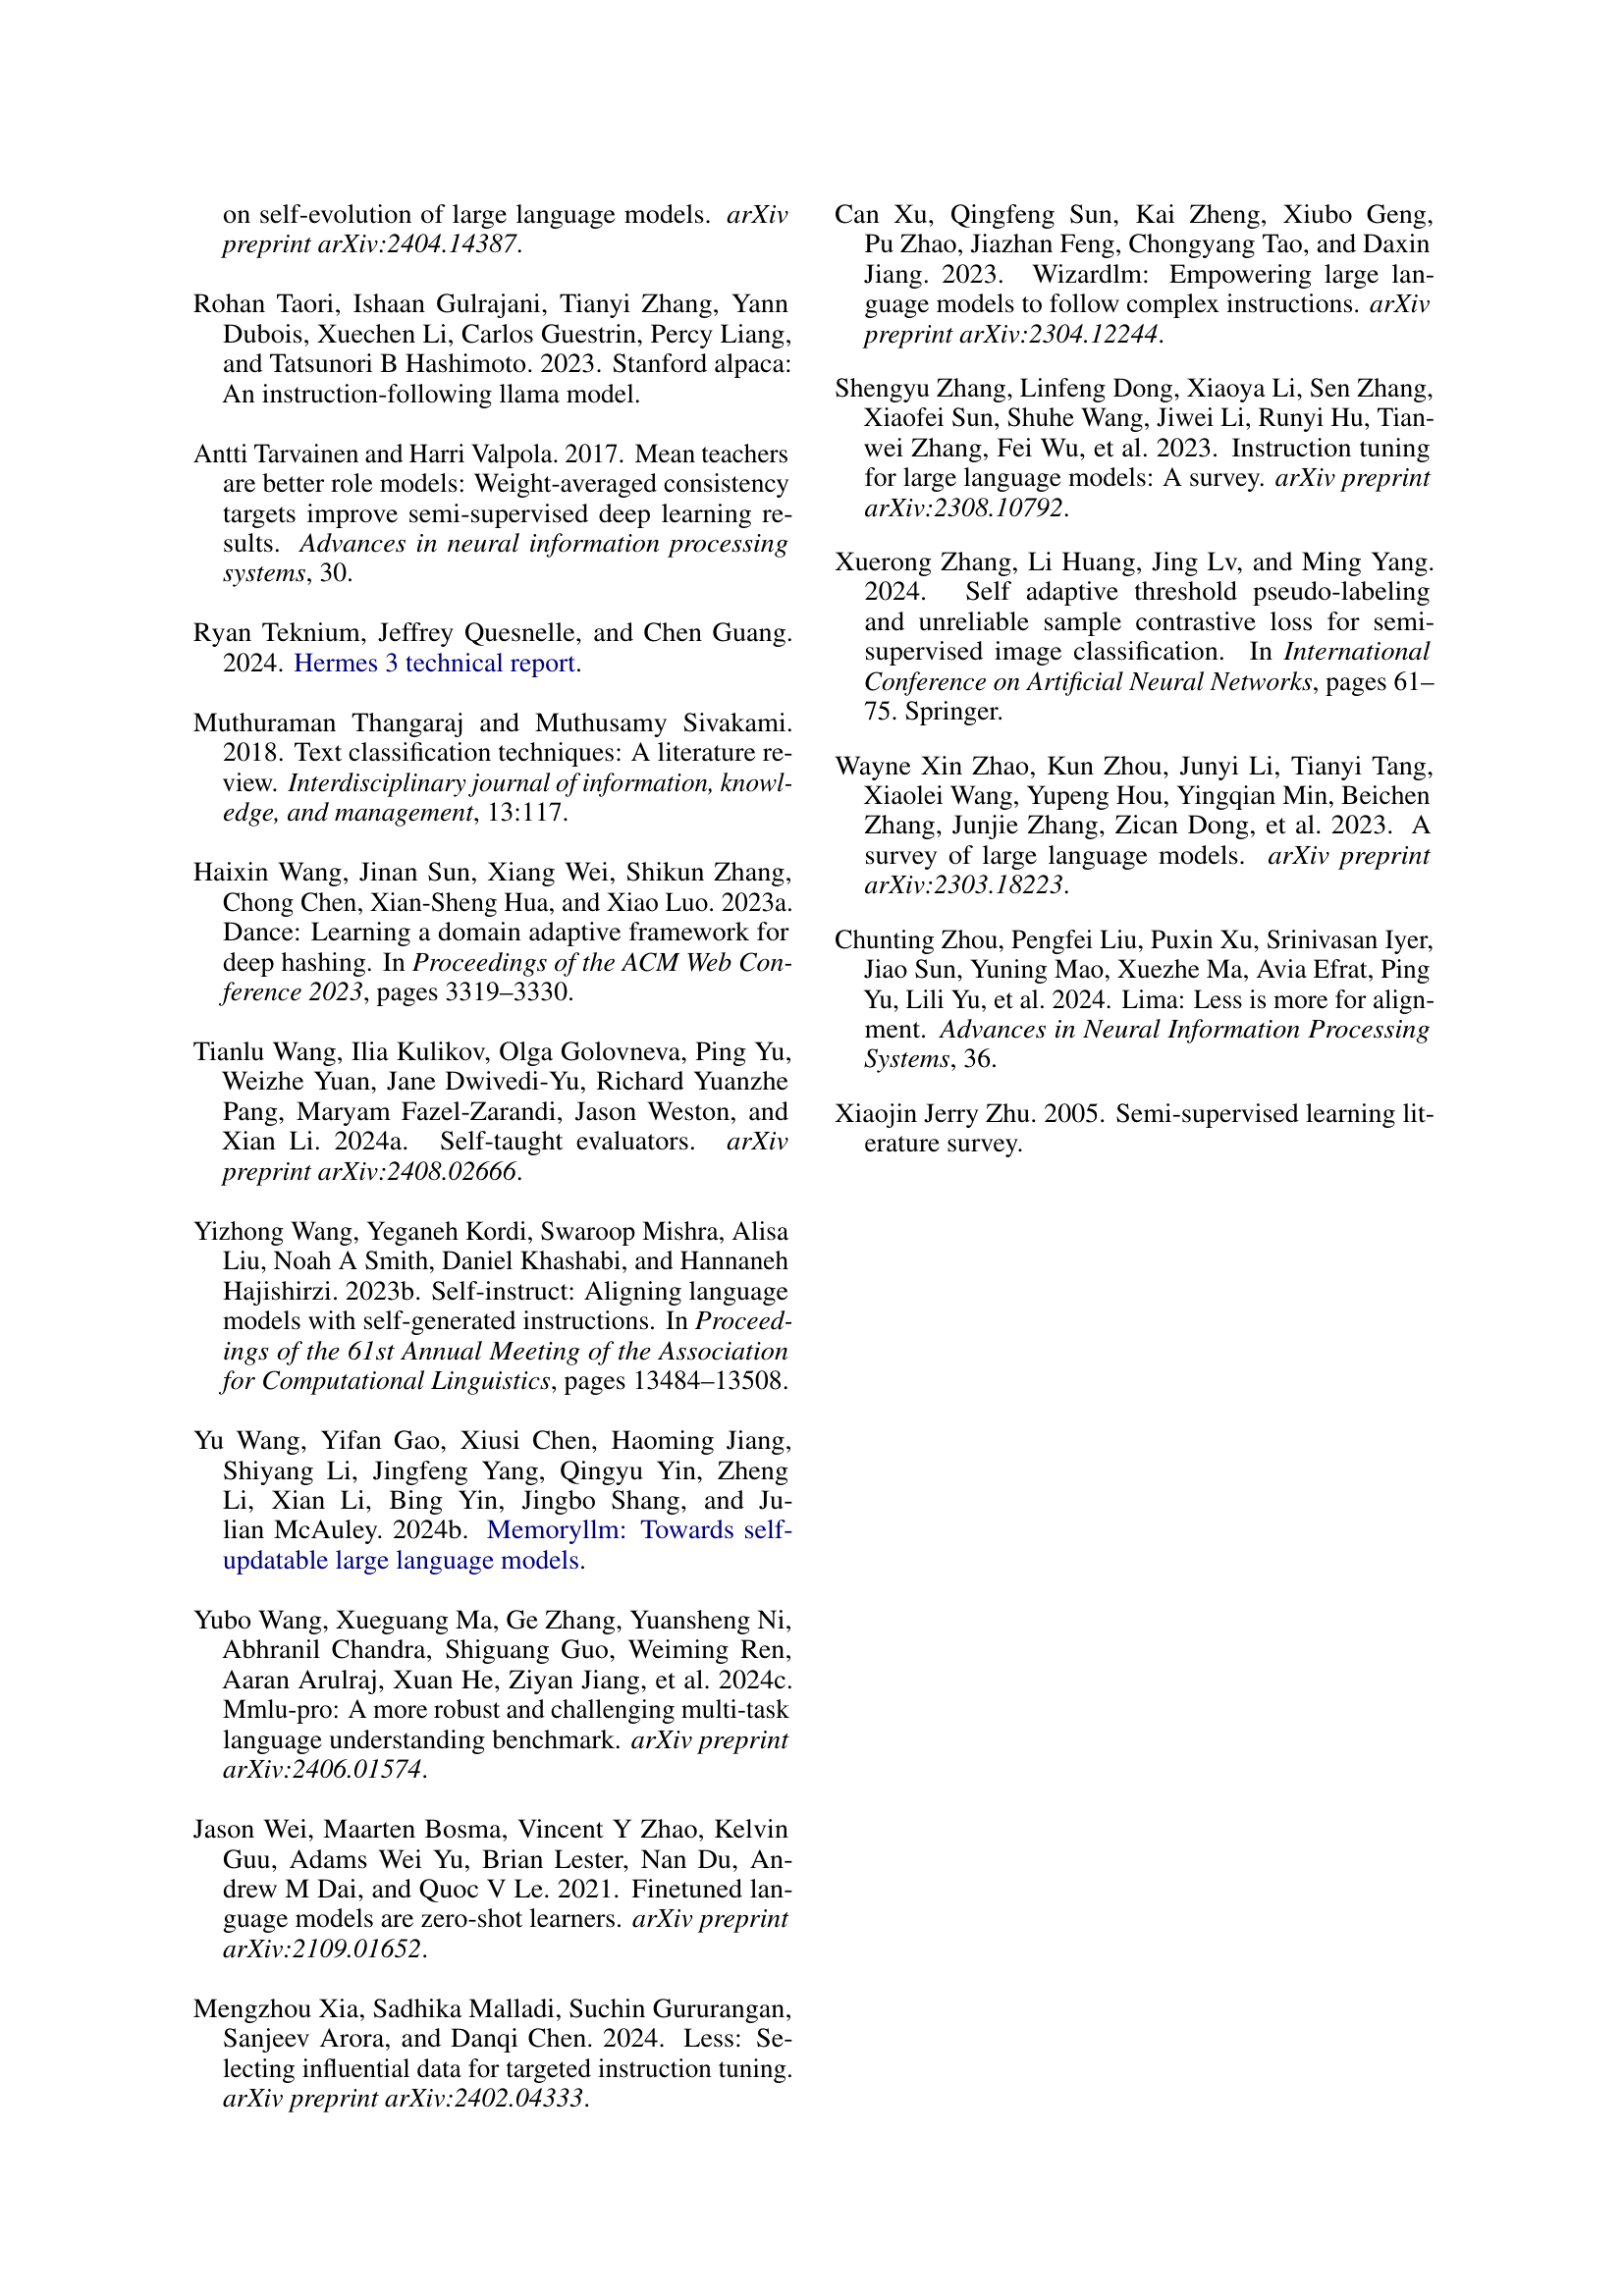 on self-evolution of large language models. arXiv
preprint arXiv:2404.14387.
Rohan Taori, Ishaan Gulrajani, Tianyi Zhang, Yann
Dubois, Xuechen Li, Carlos Guestrin, Percy Liang,
and Tatsunori B Hashimoto. 2023. Stanford alpaca:
An instruction-following llama model.
Antti Tarvainen and Harri Valpola. 2017. Mean teachers
are better role models: Weight-averaged consistency
targets improve semi-supervised deep learning re-
sults. Advances in neural information processing
systems, 30.
Ryan Teknium, Jeffrey Quesnelle, and Chen Guang.
2024. Hermes 3 technical report.
Muthuraman Thangaraj and Muthusamy Sivakami.
2018. Text classification techniques: A literature re-
view. Interdisciplinary journal of information, knowl-
edge, and management, 13:117.
Haixin Wang, Jinan Sun, Xiang Wei, Shikun Zhang,
Chong Chen, Xian-Sheng Hua, and Xiao Luo. 2023a.
Dance: Learning a domain adaptive framework for
deep hashing. In Proceedings of the ACM Web Con-
ference 2023, pages 3319–3330.
Tianlu Wang, Ilia Kulikov, Olga Golovneva, Ping Yu,
Weizhe Yuan, Jane Dwivedi-Yu, Richard Yuanzhe
Pang, Maryam Fazel-Zarandi, Jason Weston, and
Xian Li. 2024a. Self-taught evaluators. arXiv
preprint arXiv:2408.02666.
Yizhong Wang, Yeganeh Kordi, Swaroop Mishra, Alisa
Liu, Noah A Smith, Daniel Khashabi, and Hannaneh
Hajishirzi. 2023b. Self-instruct: Aligning language
models with self-generated instructions. In Proceed-
ings of the 61st Annual Meeting of the Association
for Computational Linguistics, pages 13484–13508.
Yu Wang, Yifan Gao, Xiusi Chen, Haoming Jiang,
Shiyang Li, Jingfeng Yang, Qingyu Yin, Zheng
Li, Xian Li, Bing Yin, Jingbo Shang, and Ju-
lian McAuley. 2024b. Memoryllm: Towards self-
updatable large language models.
Yubo Wang, Xueguang Ma, Ge Zhang, Yuansheng Ni,
Abhranil Chandra, Shiguang Guo, Weiming Ren,
Aaran Arulraj, Xuan He, Ziyan Jiang, et al. 2024c.
Mmlu-pro: A more robust and challenging multi-task
language understanding benchmark. arXiv preprint
arXiv:2406.01574.
Jason Wei, Maarten Bosma, Vincent Y Zhao, Kelvin
Guu, Adams Wei Yu, Brian Lester, Nan Du, An-
drew M Dai, and Quoc V Le. 2021. Finetuned lan-
guage models are zero-shot learners. arXiv preprint
arXiv:2109.01652.
Mengzhou Xia, Sadhika Malladi, Suchin Gururangan,
Sanjeev Arora, and Danqi Chen. 2024. Less: Se-
lecting influential data for targeted instruction tuning.
arXiv preprint arXiv:2402.04333.
Can Xu, Qingfeng Sun, Kai Zheng, Xiubo Geng,
Pu Zhao, Jiazhan Feng, Chongyang Tao, and Daxin
Jiang. 2023. Wizardlm: Empowering large lan-
guage models to follow complex instructions. arXiv
preprint arXiv:2304.12244.
Shengyu Zhang, Linfeng Dong, Xiaoya Li, Sen Zhang,
Xiaofei Sun, Shuhe Wang, Jiwei Li, Runyi Hu, Tian-
wei Zhang, Fei Wu, et al. 2023. Instruction tuning
for large language models: A survey. arXiv preprint
arXiv:2308.10792.
Xuerong Zhang, Li Huang, Jing Lv, and Ming Yang.
2024. Self adaptive threshold pseudo-labeling
and unreliable sample contrastive loss for semi-
supervised image classification. In International
Conference on Artificial Neural Networks, pages 61–
75. Springer.
Wayne Xin Zhao, Kun Zhou, Junyi Li, Tianyi Tang,
Xiaolei Wang, Yupeng Hou, Yingqian Min, Beichen
Zhang, Junjie Zhang, Zican Dong, et al. 2023. A
survey of large language models. arXiv preprint
arXiv:2303.18223.
Chunting Zhou, Pengfei Liu, Puxin Xu, Srinivasan Iyer,
Jiao Sun, Yuning Mao, Xuezhe Ma, Avia Efrat, Ping
Yu, Lili Yu, et al. 2024. Lima: Less is more for align-
ment. Advances in Neural Information Processing
Systems, 36.
Xiaojin Jerry Zhu. 2005. Semi-supervised learning lit-
erature survey.